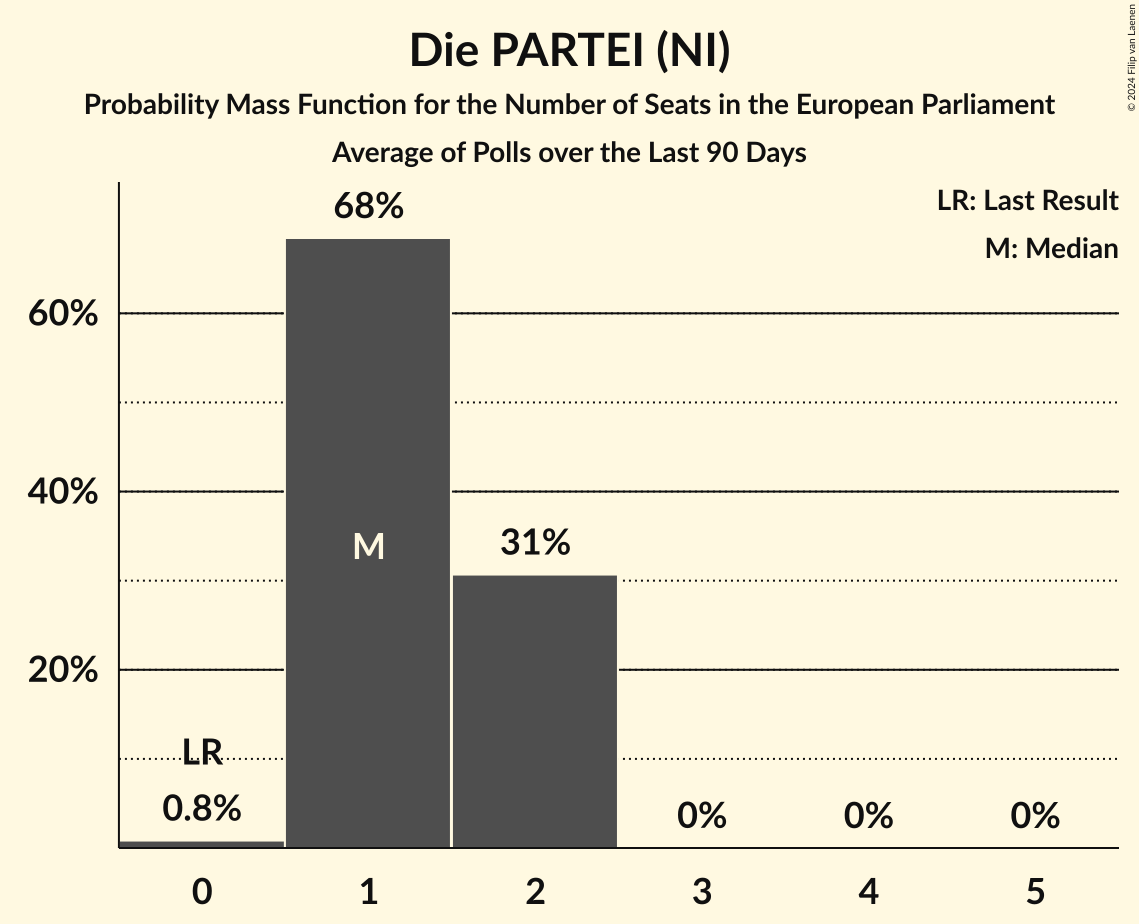 Die PARTEI (NI)
Probability Mass Function for the Number of Seats in the European Parliament
Average of Polls over the Last 90 Days
© 2024 Filip van Laenen
LR: Last Result
M: Median
68%
60%
40%
31%
M
20%
LR
0.8%
0%
0%
0%
0 1 2 3 4 5